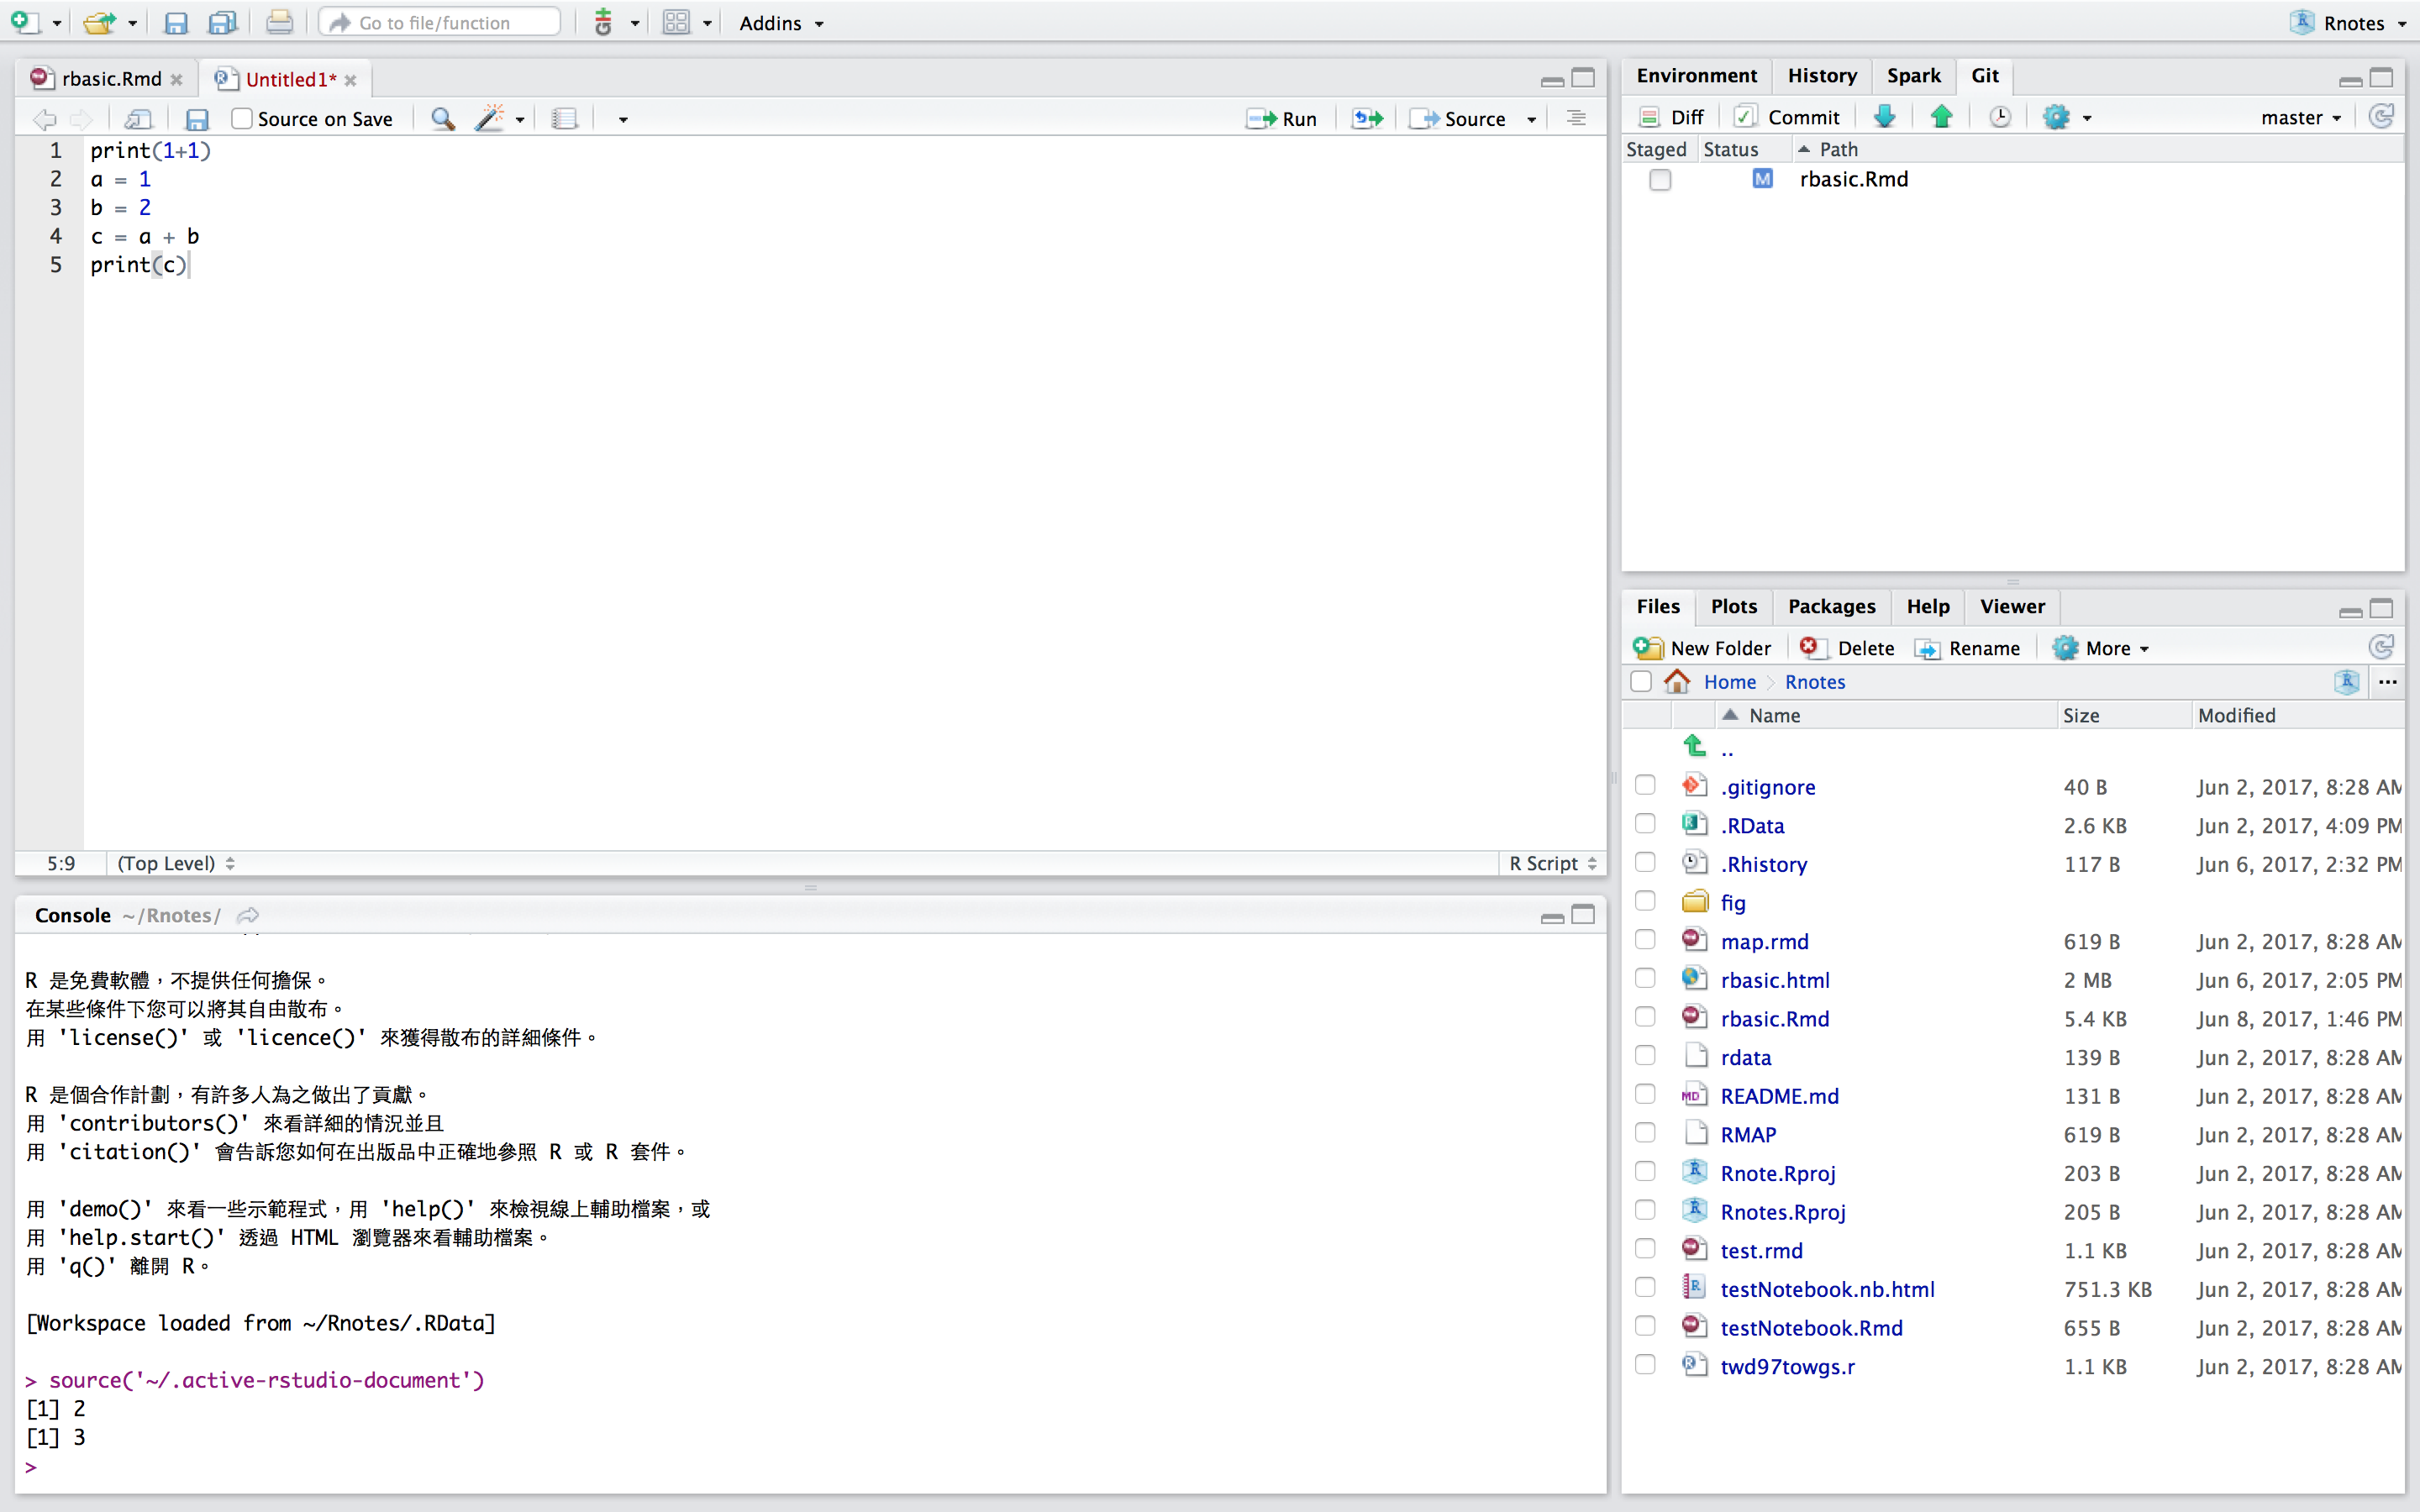 Go to file/function Addins Rnotes
rbasic.Rmd Untitled1*
Source on Save Run Source
1 print(1+1)
2 a = 1
3 b = 2
4 c = a + b
5 print(c)
5:9 (Top Level) R Script
Console ~/Rnotes/
R 是免費軟體，不提供任何擔保。
在某些條件下您可以將其自由散布。
用 'license()' 或 'licence()' 來獲得散布的詳細條件。
R 是個合作計劃，有許多人為之做出了貢獻。
用 'contributors()' 來看詳細的情況並且
用 'citation()' 會告訴您如何在出版品中正確地參照 R 或 R 套件。
用 'demo()' 來看一些示範程式，用 'help()' 來檢視線上輔助檔案，或
用 'help.start()' 透過 HTML 瀏覽器來看輔助檔案。
用 'q()' 離開 R。
[Workspace loaded from ~/Rnotes/.RData]
> source('~/.active-rstudio-document')
[1] 2
[1] 3
>
Environment History Spark Git
Diff Commit master
Staged Status Path
M rbasic.Rmd
Files Plots Packages Help Viewer
New Folder Delete Rename More
Home Rnotes ...
Name Size Modified
..
.gitignore 40 B Jun 2, 2017, 8:28 AM
.RData 2.6 KB Jun 2, 2017, 4:09 PM
.Rhistory 117 B Jun 6, 2017, 2:32 PM
fig
map.rmd 619 B Jun 2, 2017, 8:28 AM
rbasic.html 2 MB Jun 6, 2017, 2:05 PM
rbasic.Rmd 5.4 KB Jun 8, 2017, 1:46 PM
rdata 139 B Jun 2, 2017, 8:28 AM
README.md 131 B Jun 2, 2017, 8:28 AM
RMAP 619 B Jun 2, 2017, 8:28 AM
Rnote.Rproj 203 B Jun 2, 2017, 8:28 AM
Rnotes.Rproj 205 B Jun 2, 2017, 8:28 AM
test.rmd 1.1 KB Jun 2, 2017, 8:28 AM
testNotebook.nb.html 751.3 KB Jun 2, 2017, 8:28 AM
testNotebook.Rmd 655 B Jun 2, 2017, 8:28 AM
twd97towgs.r 1.1 KB Jun 2, 2017, 8:28 AM